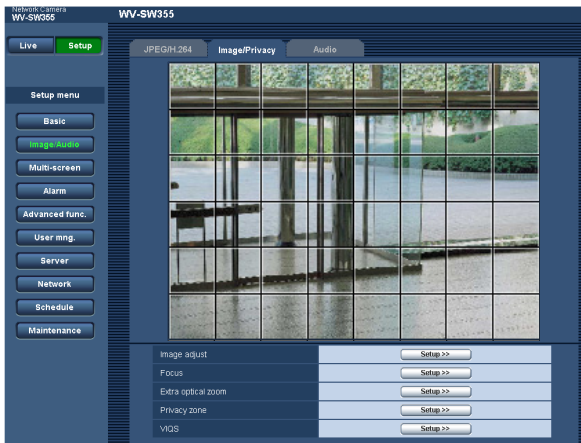 Network Camera
WV-SW355
WV-SW355
Live
Setup
JPEG/H.264
Image/Privacy
Audio
Setup menu
Basic
Image/Audio
Multi-screen
Alarm
Advanced func.
User mng.
Server
Network
Schedule
Maintenance
Image adjust
Setup >>
Focus
Setup >>
Extra optical zoom
Setup >>
Privacy zone
Setup >>
VIQS
Setup >>